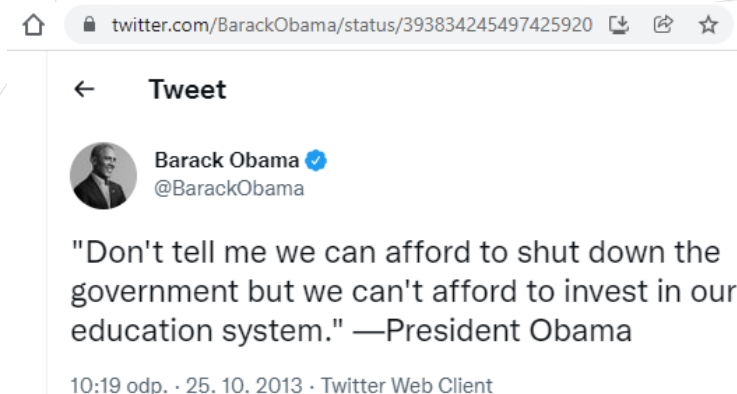 twitter.com/BarackObama/status/393834245497425920
Tweet
Barack Obama
@BarackObama
"Don't tell me we can afford to shut down the
government but we can't afford to invest in our
education system." —President Obama
10:19 odp. · 25. 10. 2013 · Twitter Web Client